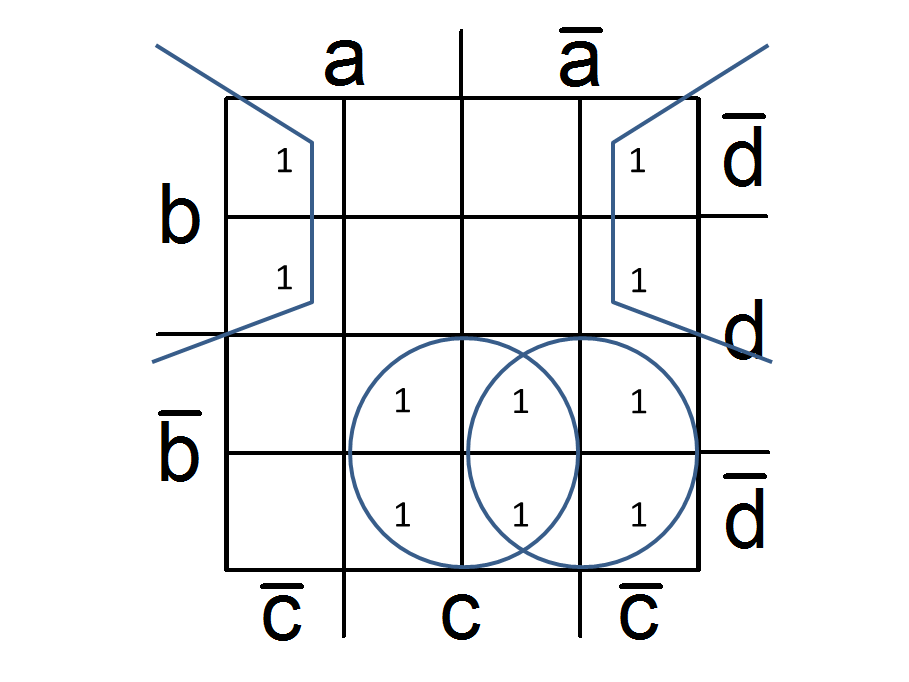 a a̅
1 1 d̅
b
1 1
d
1 1 1
b̅
1 1 1 d̅
c̅ c c̅